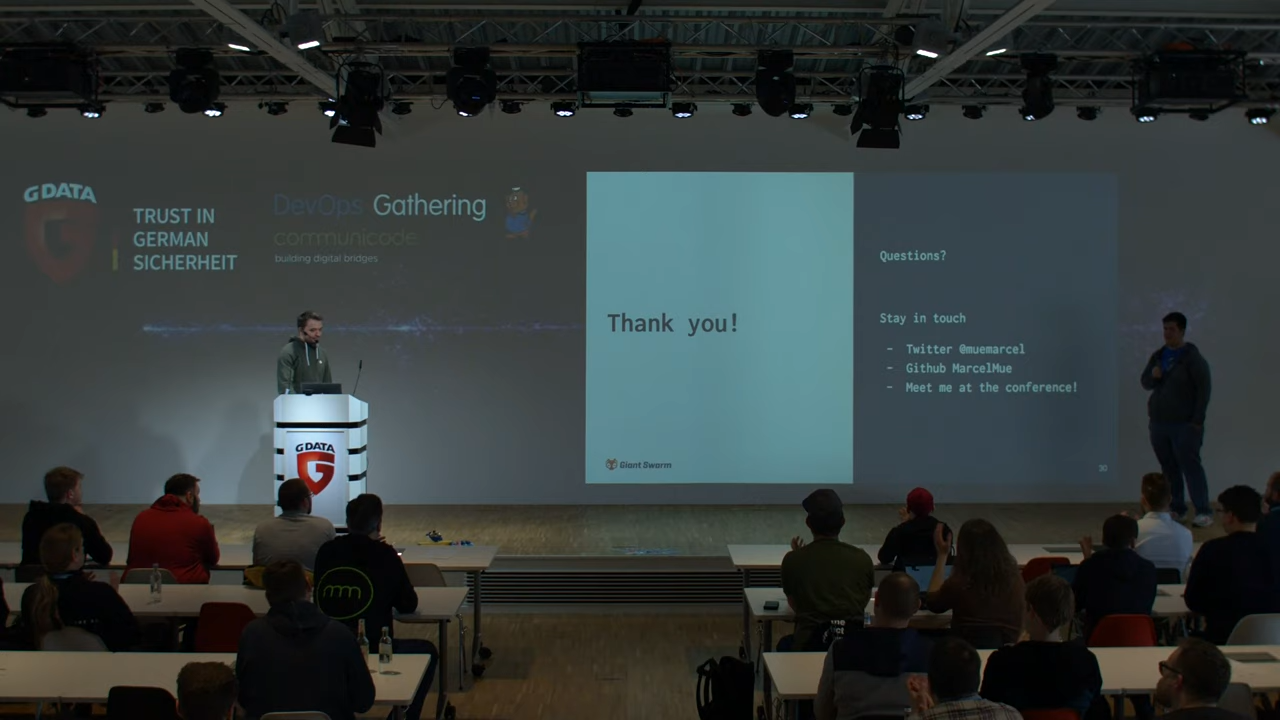 G DATA
TRUST IN
GERMAN
SICHERHEIT
DevOps Gathering
communicode
building digital bridges
Thank you!
Giant Swarm
Questions?
Stay in touch
- Twitter @muemarcel
- Github MarcelMue
- Meet me at the conference!
30
G DATA
G